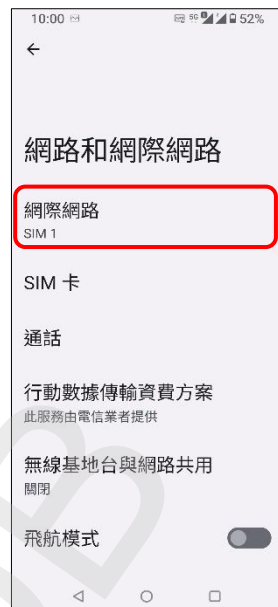 10:00 5G 52%
網路和網際網路
網際網路
SIM 1
SIM 卡
通話
行動數據傳輸資費方案
此服務由電信業者提供
無線基地台與網路共用
關閉
飛航模式